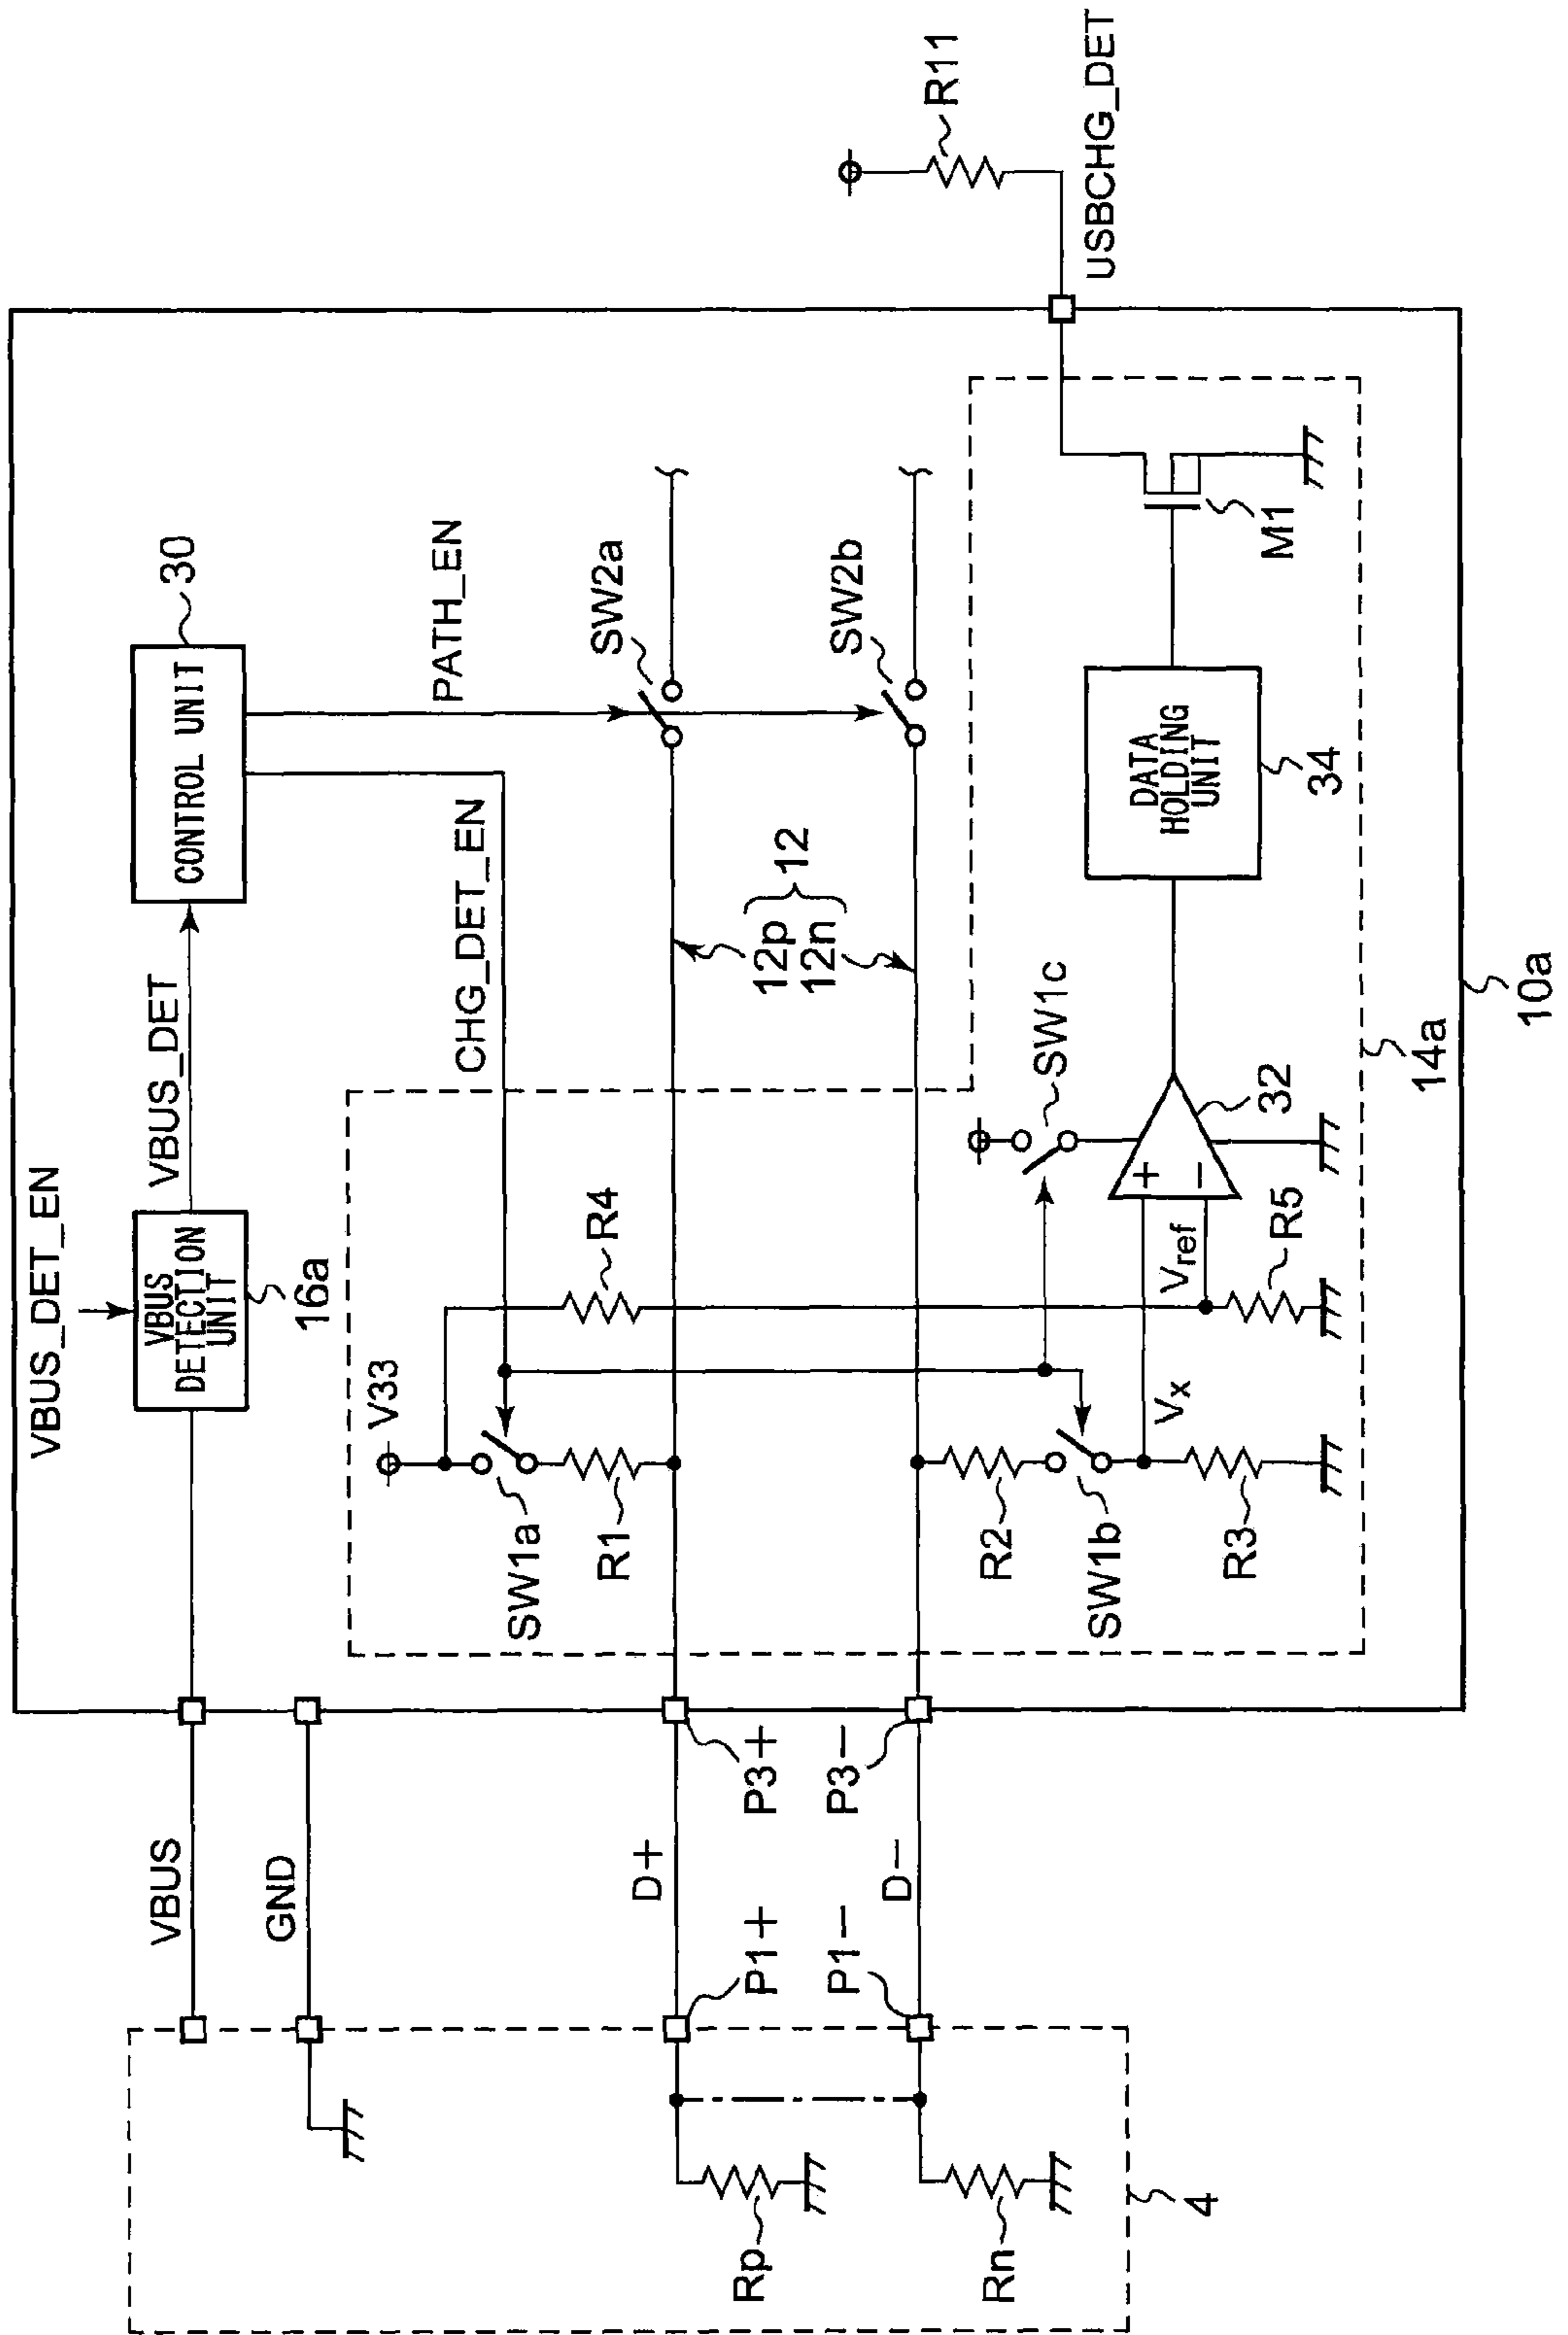 VBUS_DET_EN
VBUS
DETECTION
UNIT
16a
VBUS_DET
CONTROL UNIT
30
CHG_DET_EN
PATH_EN
VBUS
GND
V33
SW1a
R1
R4
SW2a
D+
P1+
P3+
12p
12n
12
SW2b
D−
P1−
P3−
Rp
Rn
4
R2
SW1b
R3
Vx
Vref
R5
+
−
32
SW1c
DATA
HOLDING
UNIT
34
M1
R11
USBCHG_DET
14a
10a